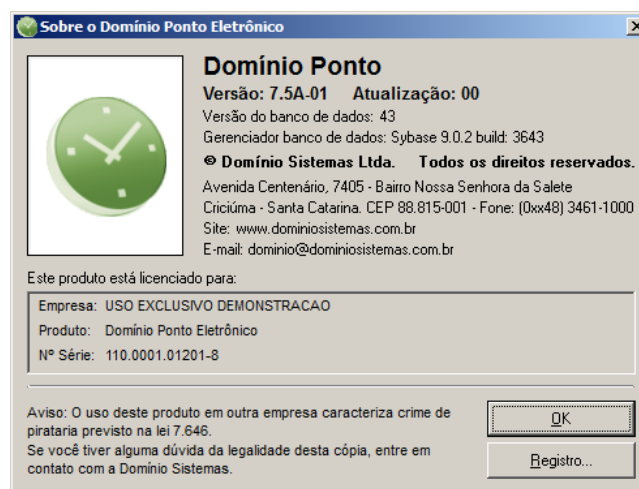 Sobre o Domínio Ponto Eletrônico
Domínio Ponto
Versão: 7.5A-01 Atualização: 00
Versão do banco de dados: 43
Gerenciador banco de dados: Sybase 9.0.2 build: 3643
© Domínio Sistemas Ltda. Todos os direitos reservados.
Avenida Centenário, 7405 - Bairro Nossa Senhora da Salete
Criciúma - Santa Catarina. CEP 88.815-001 - Fone: (0xx48) 3461-1000
Site: www.dominiosistemas.com.br
E-mail: dominio@dominiosistemas.com.br
Este produto está licenciado para:
Empresa: USO EXCLUSIVO DEMONSTRACAO
Produto: Domínio Ponto Eletrônico
Nº Série: 110.0001.01201-8
Aviso: O uso deste produto em outra empresa caracteriza crime de
pirataria previsto na lei 7.646.
Se você tiver alguma dúvida da legalidade desta cópia, entre em
contato com a Domínio Sistemas.
OK
Registro...